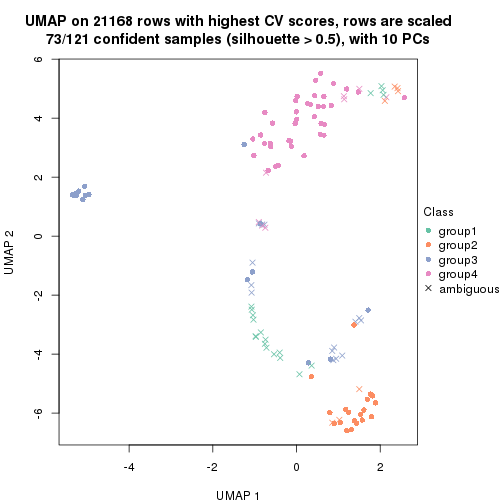 UMAP on 21168 rows with highest CV scores, rows are scaled
73/121 confident samples (silhouette > 0.5), with 10 PCs
6
4
2
0
-2
-4
-6
UMAP 2
-4
-2
0
2
UMAP 1
Class
group1
group2
group3
group4
ambiguous